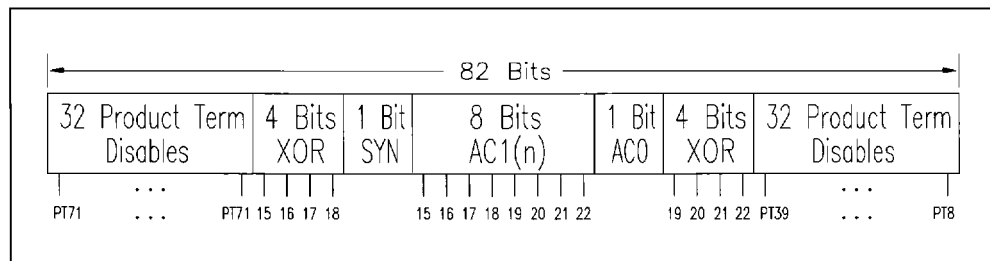 82 Bits
32 Product Term Disables
4 Bits XOR
1 Bit SYN
8 Bits AC1(n)
1 Bit AC0
4 Bits XOR
32 Product Term Disables
PT71 ... PT71 15 16 17 18 15 16 17 18 19 20 21 22 19 20 21 22 PT39 ... PT8